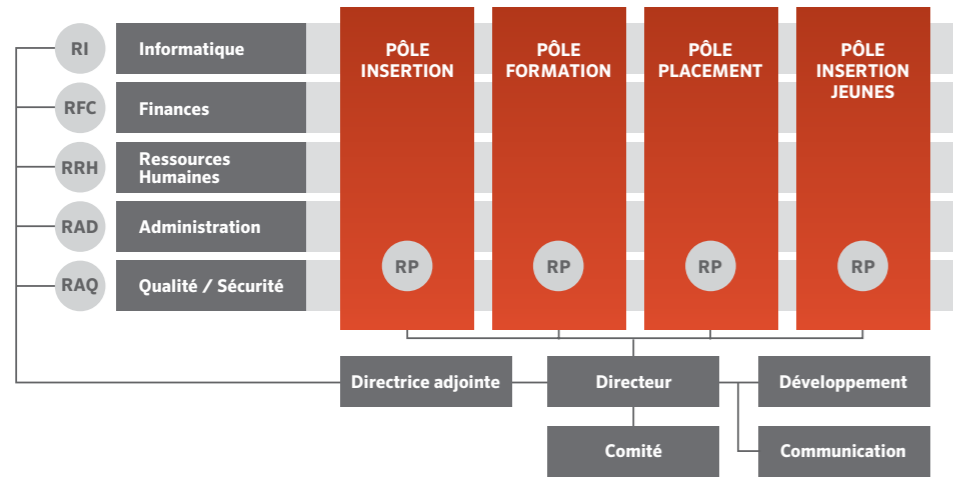 RI
Informatique
RFC
Finances
RRH
Ressources
Humaines
RAD
Administration
RAQ
Qualité / Sécurité
PÔLE
INSERTION
RP
PÔLE
FORMATION
RP
PÔLE
PLACEMENT
RP
PÔLE
INSERTION
JEUNES
RP
Directrice adjointe
Directeur
Développement
Comité
Communication